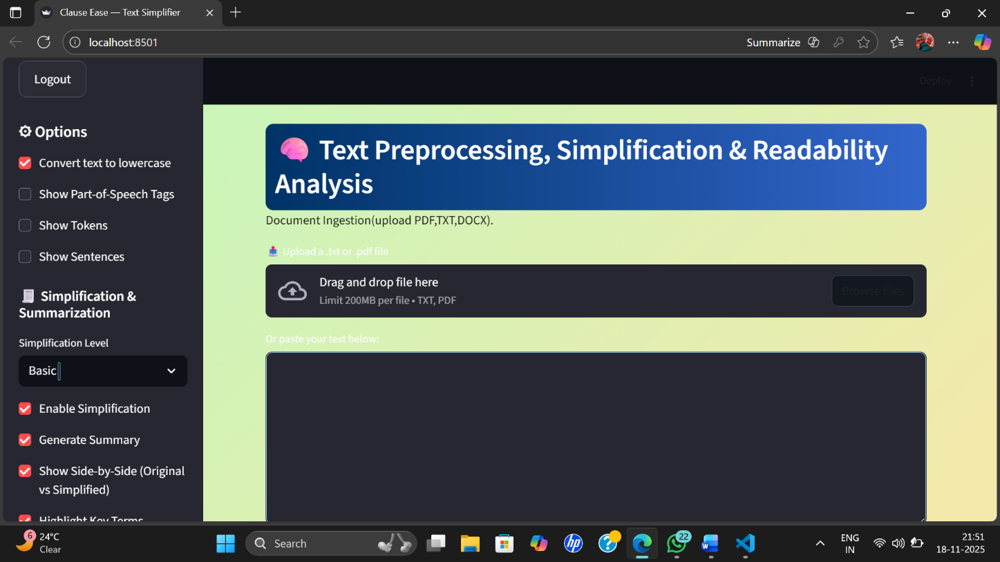 Clause Ease — Text Simplifier
localhost:8501
Summarize
Logout
Deploy
Options
Convert text to lowercase
Show Part-of-Speech Tags
Show Tokens
Show Sentences
Simplification &
Summarization
Simplification Level
Basic
Enable Simplification
Generate Summary
Show Side-by-Side (Original
vs Simplified)
Highlight Key Terms
Text Preprocessing, Simplification & Readability
Analysis
Document Ingestion(upload PDF,TXT,DOCX).
Upload a .txt or .pdf file
Drag and drop file here
Limit 200MB per file • TXT, PDF
Browse files
Or paste your text below:
6
24°C
Clear
Search
hp
?
22
W
ENG
IN
21:51
18-11-2025